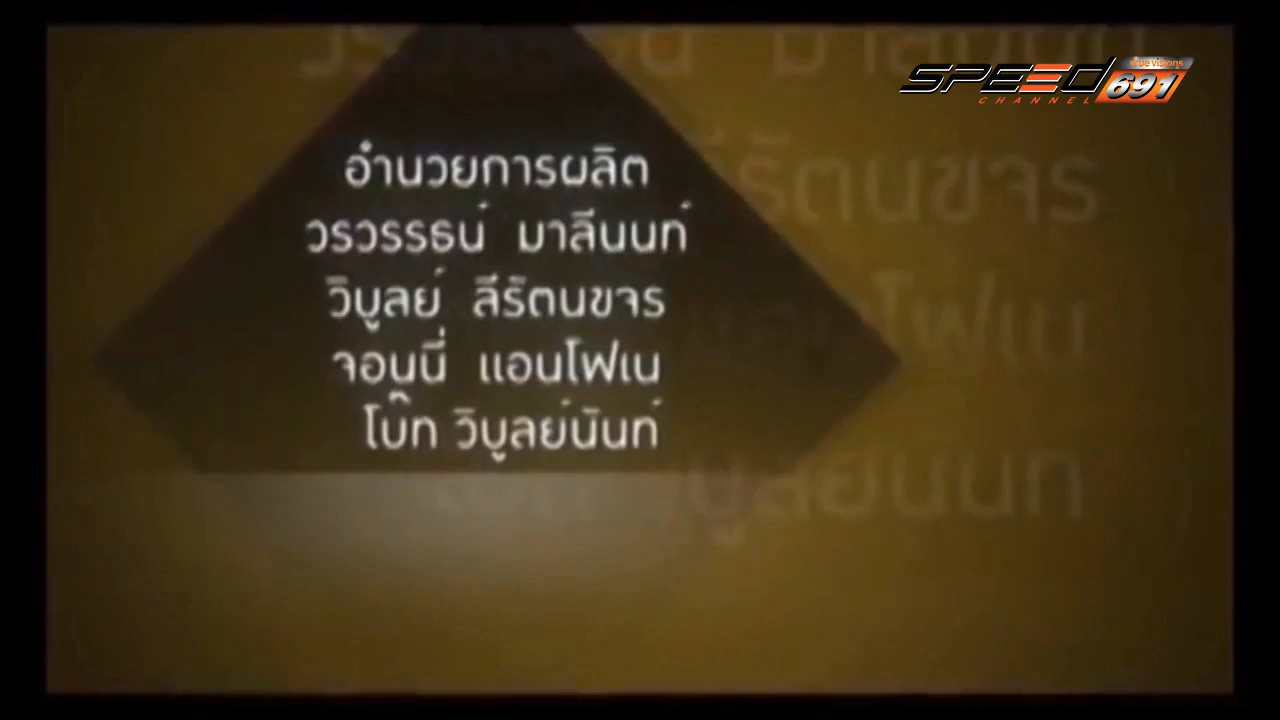 SPEED
CHANNEL
true visions
691
อำนวยการผลิต
วรวรรธน์ มาลีนนท์
วิบูลย์ ลีรัตนขจร
จอนนี่ แอนโฟเน
โบ๊ท วิบูลย์นันท์